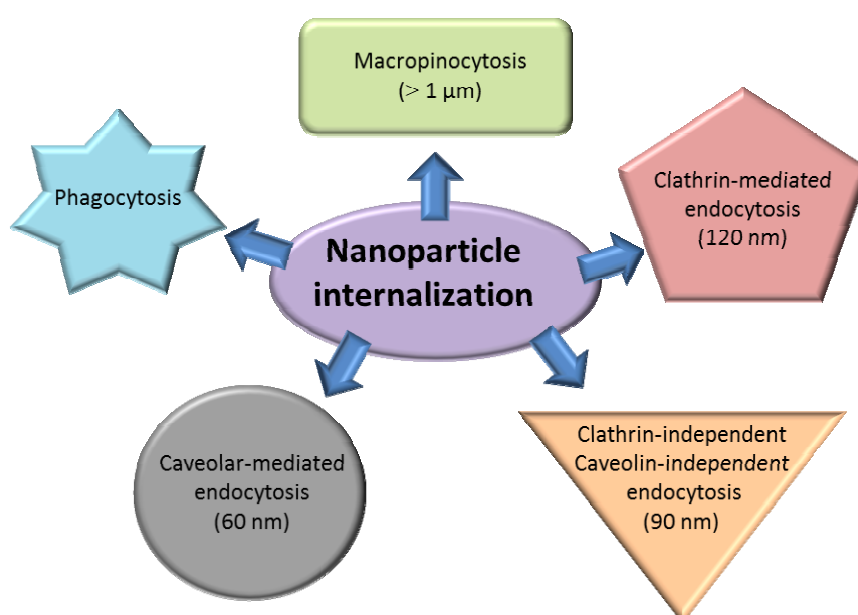 Macropinocytosis
(> 1 μm)
Phagocytosis
Clathrin-mediated
endocytosis
(120 nm)
Nanoparticle
internalization
Caveolar-mediated
endocytosis
(60 nm)
Clathrin-independent
Caveolin-independent
endocytosis
(90 nm)